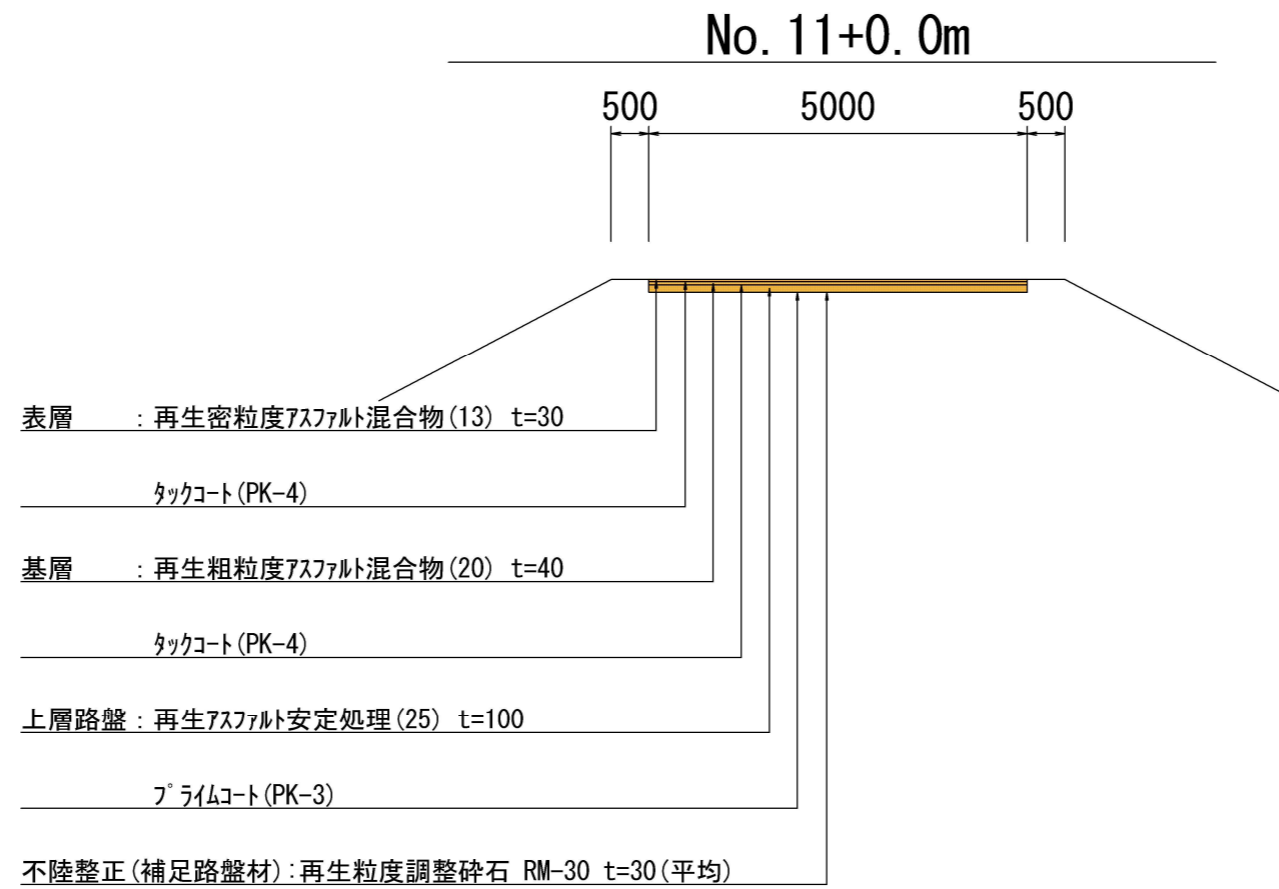 No. 11+0. 0m
500 5000 500
表層 : 再生密粒度ｱｽﾌｧﾙﾄ混合物(13) t=30
ﾀｯｸｺｰﾄ(PK-4)
基層 : 再生粗粒度ｱｽﾌｧﾙﾄ混合物(20) t=40
ﾀｯｸｺｰﾄ(PK-4)
上層路盤 : 再生ｱｽﾌｧﾙﾄ安定処理(25) t=100
ﾌﾟﾗｲﾑｺｰﾄ(PK-3)
不陸整正(補足路盤材):再生粒度調整砕石 RM-30 t=30(平均)